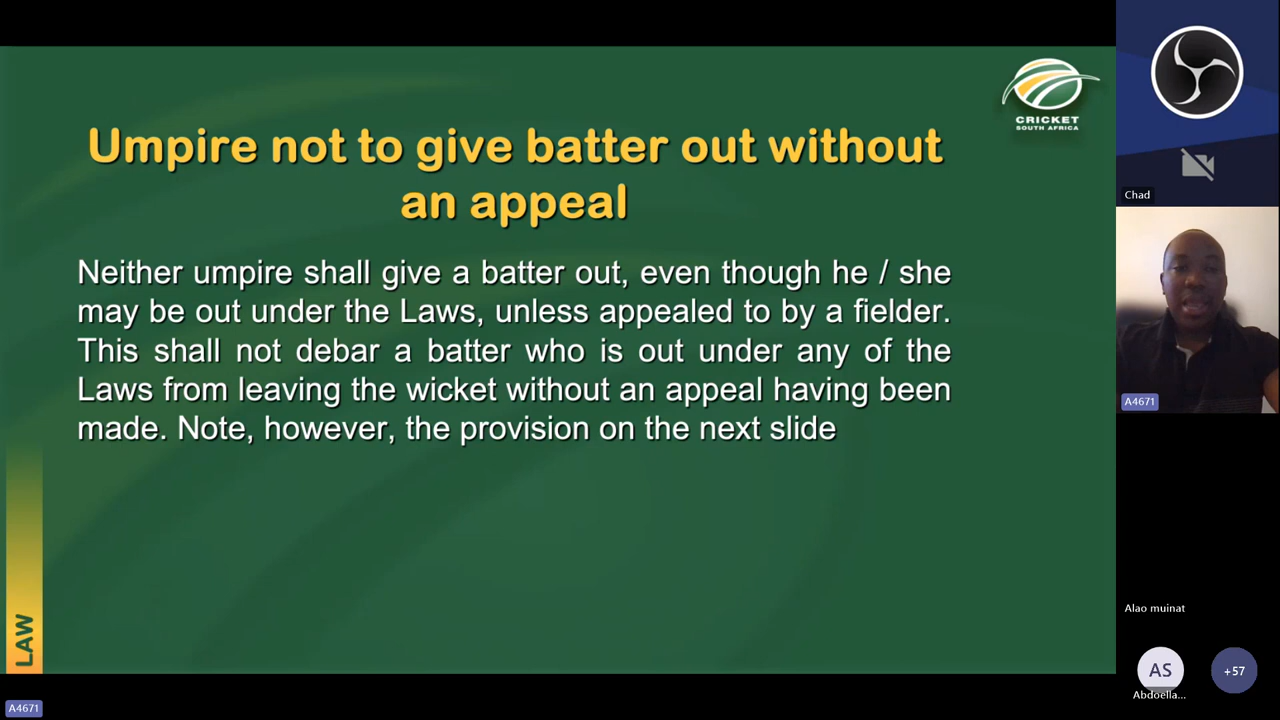 Umpire not to give batter out without
an appeal
Neither umpire shall give a batter out, even though he / she
may be out under the Laws, unless appealed to by a fielder.
This shall not debar a batter who is out under any of the
Laws from leaving the wicket without an appeal having been
made. Note, however, the provision on the next slide
LAW
CRICKET
SOUTH AFRICA
Chad
A4671
Alao muinat
AS
Abdoella...
+57
A4671